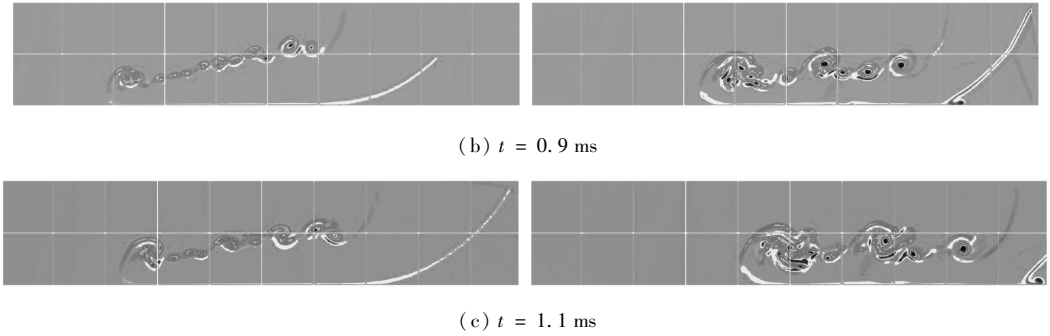 (b) t = 0.9 ms
(c) t = 1.1 ms